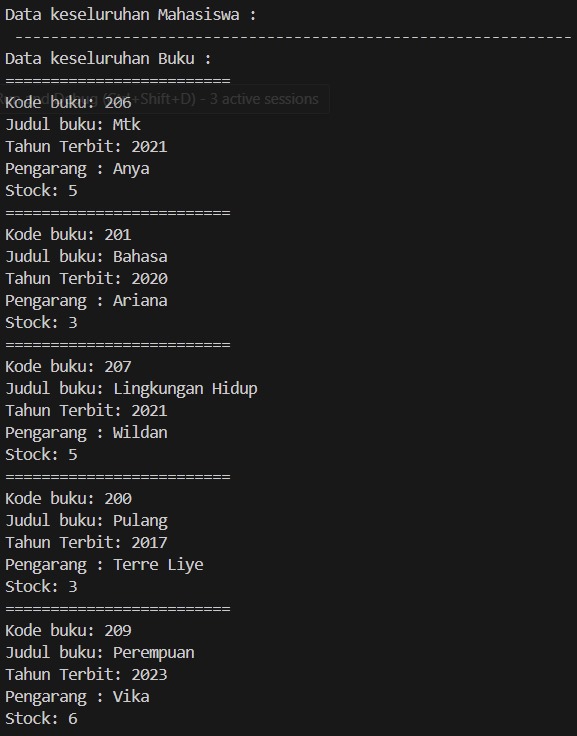 Data keseluruhan Mahasiswa :
--------------------------------------------------------------
Data keseluruhan Buku :
=========================
Kode buku: 206
Run and Debug (Ctrl+Shift+D) - 3 active sessions
Judul buku: Mtk
Tahun Terbit: 2021
Pengarang : Anya
Stock: 5
=========================
Kode buku: 201
Judul buku: Bahasa
Tahun Terbit: 2020
Pengarang : Ariana
Stock: 3
=========================
Kode buku: 207
Judul buku: Lingkungan Hidup
Tahun Terbit: 2021
Pengarang : Wildan
Stock: 5
=========================
Kode buku: 200
Judul buku: Pulang
Tahun Terbit: 2017
Pengarang : Terre Liye
Stock: 3
=========================
Kode buku: 209
Judul buku: Perempuan
Tahun Terbit: 2023
Pengarang : Vika
Stock: 6